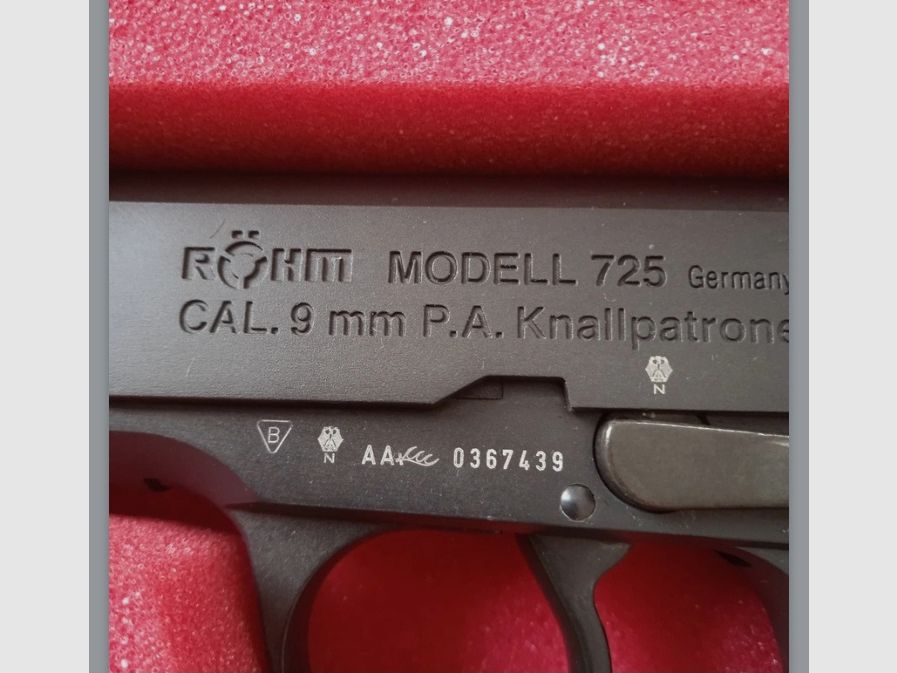 RÖHM MODELL 725 Germany
CAL. 9 mm P.A. Knallpatrone
N
B N AA 0367439